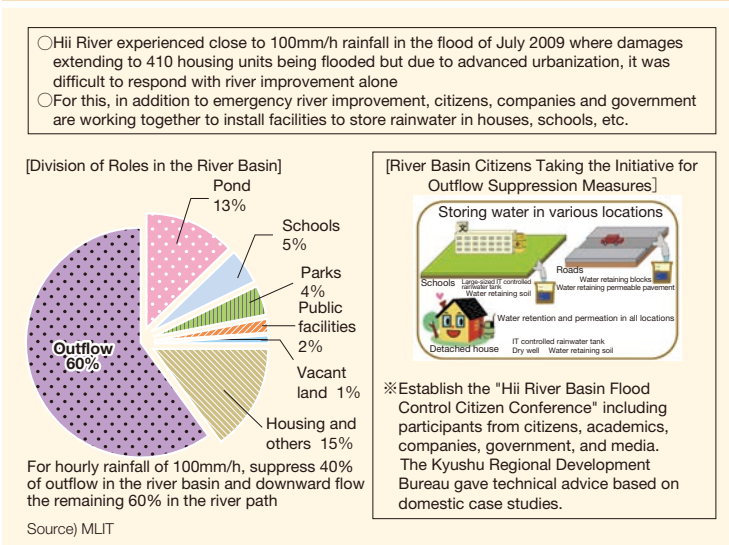 ○Hii River experienced close to 100mm/h rainfall in the flood of July 2009 where damages
extending to 410 housing units being flooded but due to advanced urbanization, it was
difficult to respond with river improvement alone
○For this, in addition to emergency river improvement, citizens, companies and government
are working together to install facilities to store rainwater in houses, schools, etc.
[Division of Roles in the River Basin]
Pond
13%
Schools
5%
Parks
4%
Public
facilities
2%
Vacant
land 1%
Housing and
others 15%
Outflow
60%
For hourly rainfall of 100mm/h, suppress 40%
of outflow in the river basin and downward flow
the remaining 60% in the river path
[River Basin Citizens Taking the Initiative for
Outflow Suppression Measures]
Storing water in various locations
Schools
Large-sized IT controlled
rainwater tank
Water retaining soil
Roads
Water retaining blocks
Water retaining permeable pavement
Water retention and permeation in all locations
Detached house
IT controlled rainwater tank
Dry well Water retaining soil
※Establish the "Hii River Basin Flood
Control Citizen Conference" including
participants from citizens, academics,
companies, government, and media.
The Kyushu Regional Development
Bureau gave technical advice based on
domestic case studies.
Source) MLIT